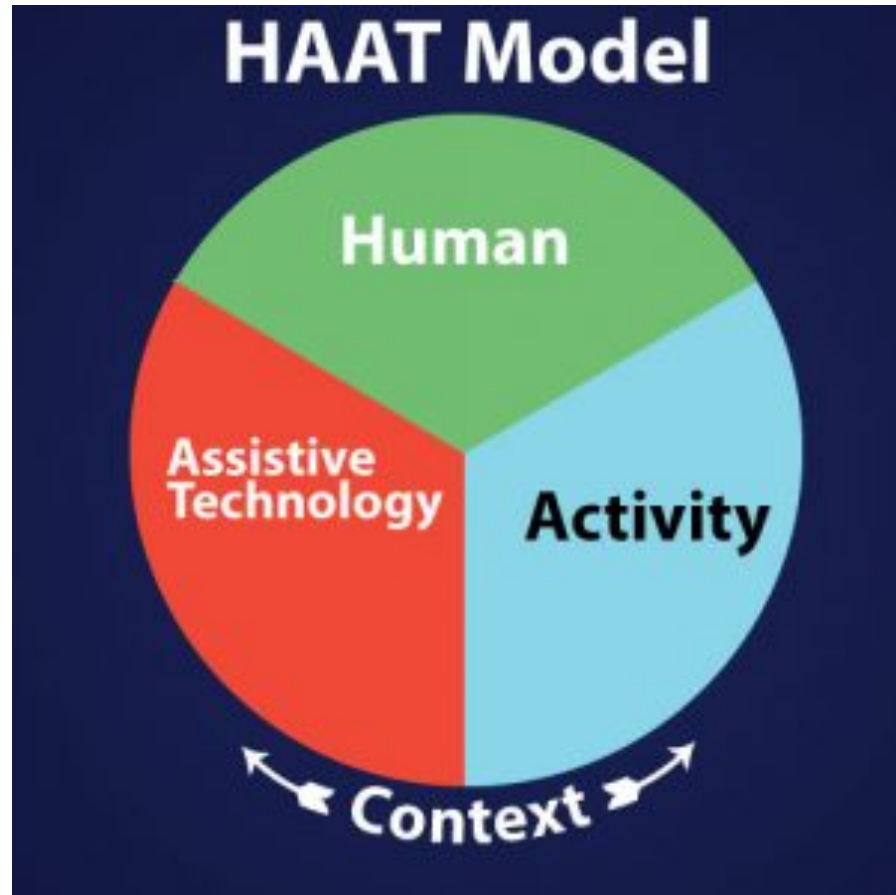 HAAT Model
Human
Assistive
Technology
Activity
Context